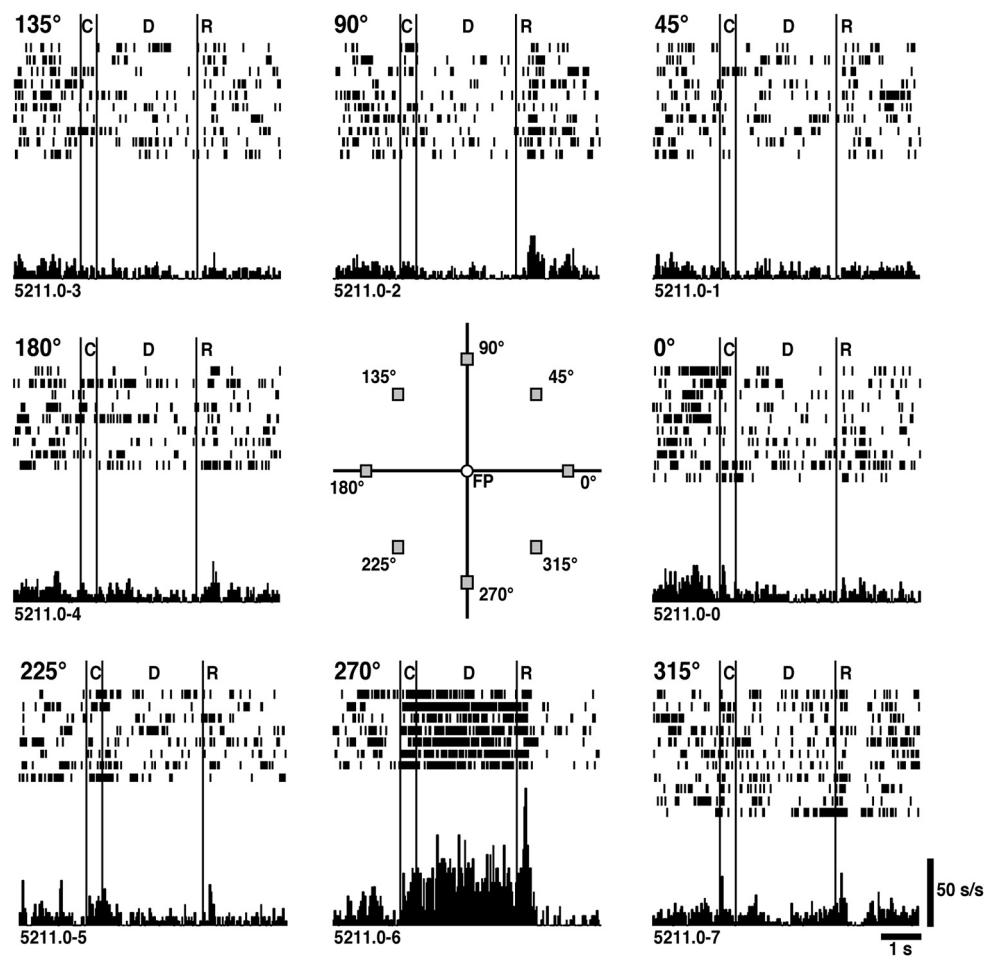 135° C D R
90° C D R
45° C D R
5211.0-3
5211.0-2
5211.0-1
180° C D R
90°
135°
45°
0° C D R
180°
FP
0°
225°
315°
270°
5211.0-4
5211.0-0
225° C D R
270° C D R
315° C D R
50 s/s
5211.0-5
5211.0-6
5211.0-7
1 s